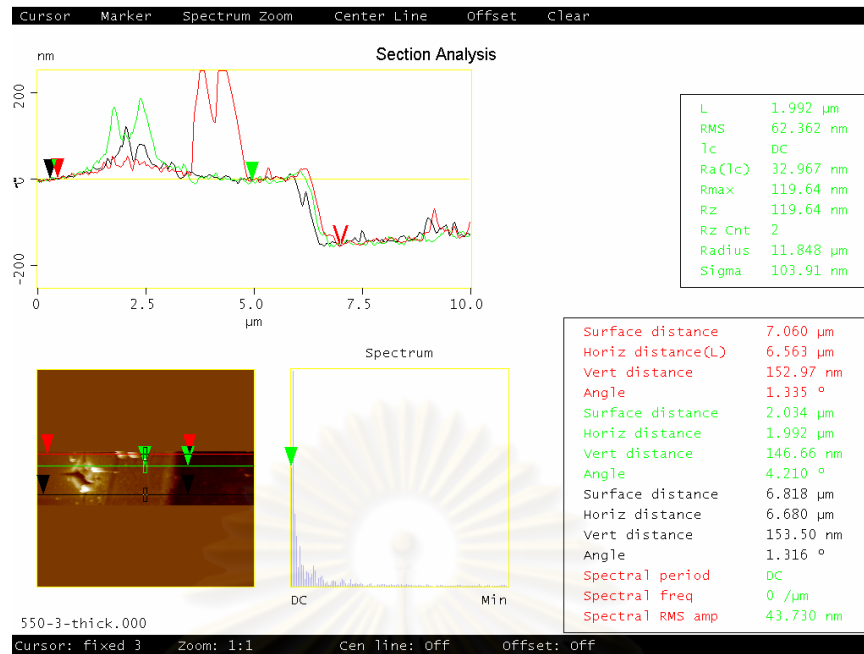 Cursor Marker Spectrum Zoom Center Line Offset Clear
Section Analysis
nm
200
0
-200
0 2.5 5.0 7.5 10.0
µm
L 1.992 µm
RMS 62.362 nm
lc DC
Ra(lc) 32.967 nm
Rmax 119.64 nm
Rz 119.64 nm
Rz Cnt 2
Radius 11.848 µm
Sigma 103.91 nm
Surface distance 7.060 µm
Horiz distance(L) 6.563 µm
Vert distance 152.97 nm
Angle 1.335 °
Surface distance 2.034 µm
Horiz distance 1.992 µm
Vert distance 146.66 nm
Angle 4.210 °
Surface distance 6.818 µm
Horiz distance 6.680 µm
Vert distance 153.50 nm
Angle 1.316 °
Spectral period DC
Spectral freq 0 /µm
Spectral RMS amp 43.730 nm
Spectrum
DC Min
550-3-thick.000
Cursor: fixed 3 Zoom: 1:1 Cen line: Off Offset: Off